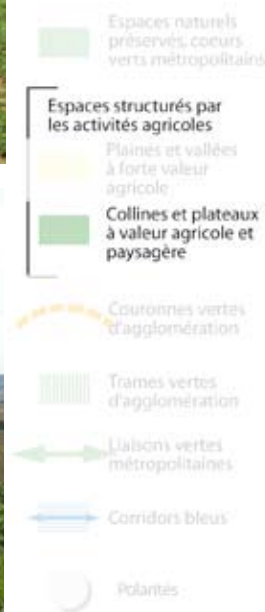 Espaces naturels
préservés, coeurs
verts métropolitains
Espaces structurés par
les activités agricoles
Plaines et vallées
à forte valeur
agricole
Collines et plateaux
à valeur agricole et
paysagère
Couronnes vertes
d'agglomération
Trames vertes
d'agglomération
Liaisons vertes
métropolitaines
Corridors bleus
Polarités